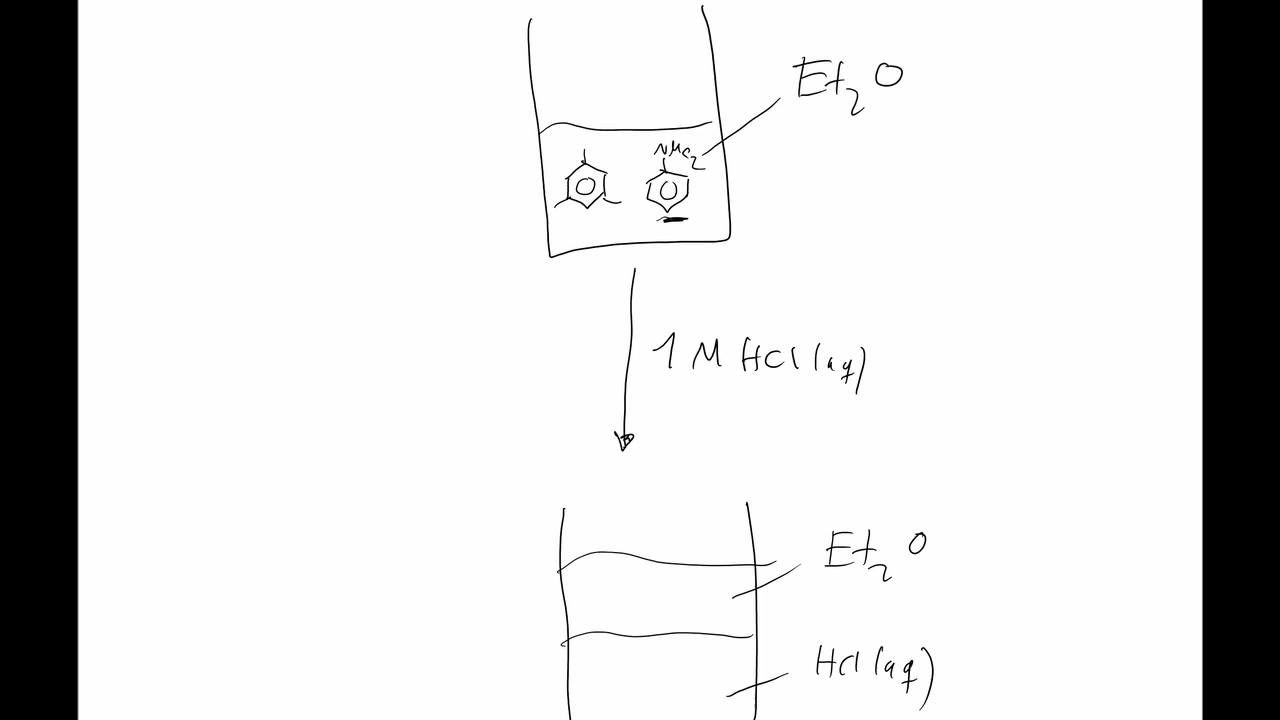 Et₂O
NMe₂
1 M HCl (aq)
Et₂O
HCl (aq)